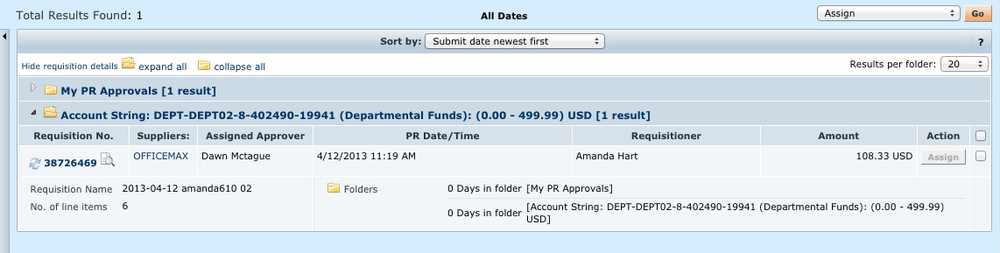 Total Results Found: 1
All Dates
Assign
Go
Sort by: Submit date newest first
?
Hide requisition details expand all collapse all
Results per folder: 20
My PR Approvals [1 result]
Account String: DEPT-DEPT02-8-402490-19941 (Departmental Funds): (0.00 - 499.99) USD [1 result]
Requisition No. Suppliers: Assigned Approver PR Date/Time Requisitioner Amount Action
38726469 OFFICEMAX Dawn Mctague 4/12/2013 11:19 AM Amanda Hart 108.33 USD Assign
Requisition Name 2013-04-12 amanda610 02
No. of line items 6
Folders
0 Days in folder [My PR Approvals]
0 Days in folder [Account String: DEPT-DEPT02-8-402490-19941 (Departmental Funds): (0.00 - 499.99)
USD]